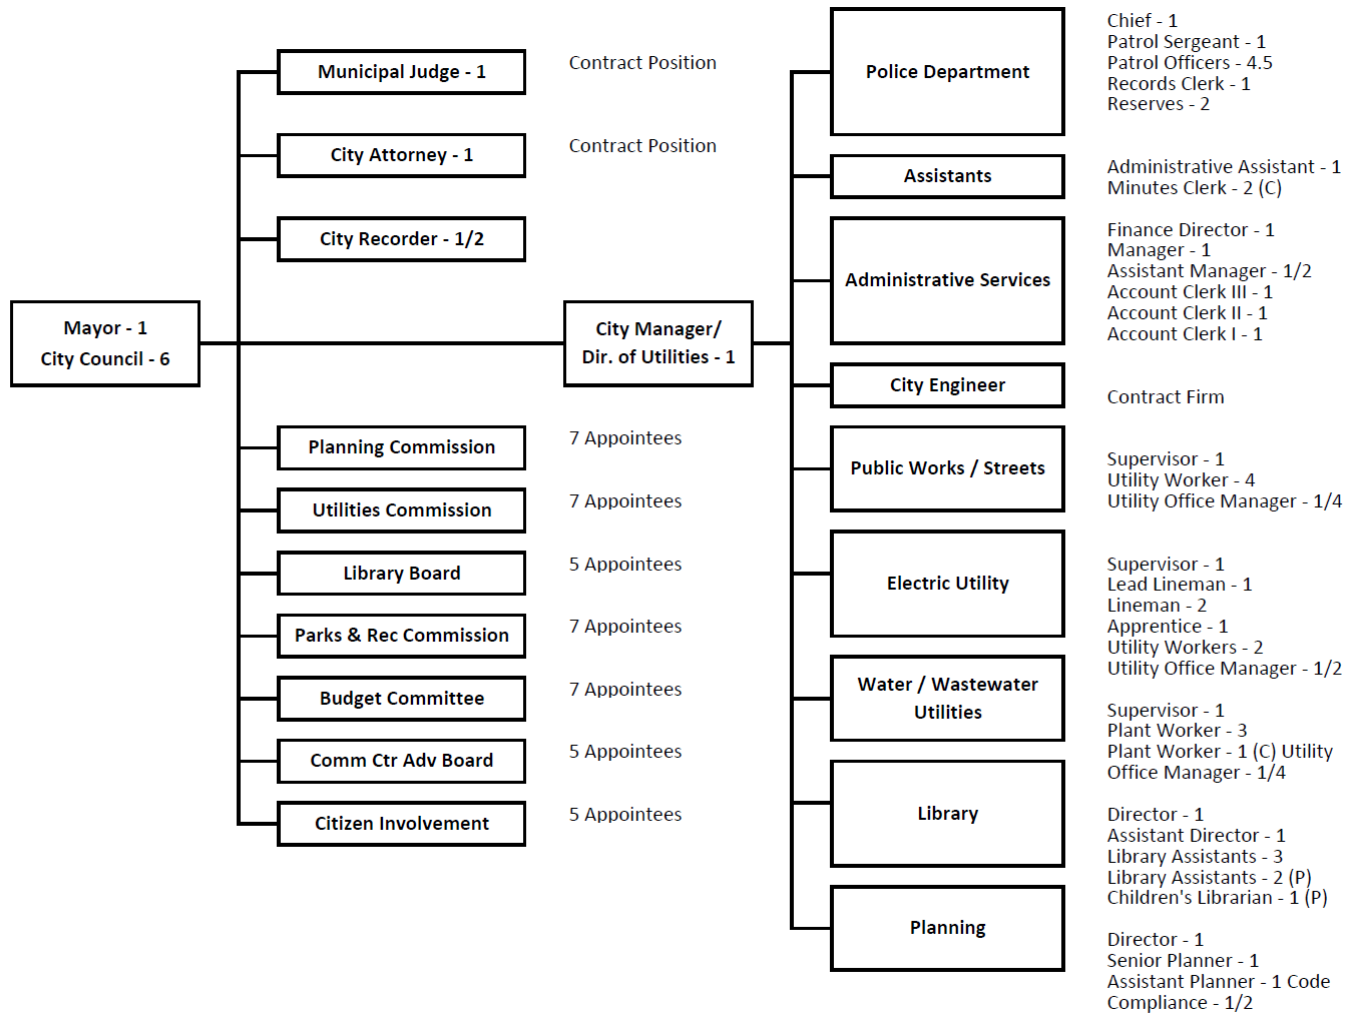 Mayor - 1
City Council - 6
Municipal Judge - 1
Contract Position
City Attorney - 1
Contract Position
City Recorder - 1/2
City Manager/
Dir. of Utilities - 1
Planning Commission
7 Appointees
Utilities Commission
7 Appointees
Library Board
5 Appointees
Parks & Rec Commission
7 Appointees
Budget Committee
7 Appointees
Comm Ctr Adv Board
5 Appointees
Citizen Involvement
5 Appointees
Police Department
Chief - 1
Patrol Sergeant - 1
Patrol Officers - 4.5
Records Clerk - 1
Reserves - 2
Assistants
Administrative Assistant - 1
Minutes Clerk - 2 (C)
Administrative Services
Finance Director - 1
Manager - 1
Assistant Manager - 1/2
Account Clerk III - 1
Account Clerk II - 1
Account Clerk I - 1
City Engineer
Contract Firm
Public Works / Streets
Supervisor - 1
Utility Worker - 4
Utility Office Manager - 1/4
Electric Utility
Supervisor - 1
Lead Lineman - 1
Lineman - 2
Apprentice - 1
Utility Workers - 2
Utility Office Manager - 1/2
Water / Wastewater
Utilities
Supervisor - 1
Plant Worker - 3
Plant Worker - 1 (C) Utility
Office Manager - 1/4
Library
Director - 1
Assistant Director - 1
Library Assistants - 3
Library Assistants - 2 (P)
Children's Librarian - 1 (P)
Planning
Director - 1
Senior Planner - 1
Assistant Planner - 1 Code
Compliance - 1/2